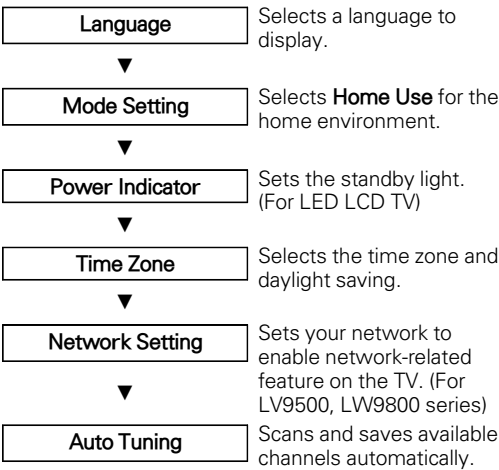 Language
Selects a language to
display.
▼
Mode Setting
Selects Home Use for the
home environment.
▼
Power Indicator
Sets the standby light.
(For LED LCD TV)
▼
Time Zone
Selects the time zone and
daylight saving.
▼
Network Setting
Sets your network to
enable network-related
feature on the TV. (For
LV9500, LW9800 series)
▼
Auto Tuning
Scans and saves available
channels automatically.